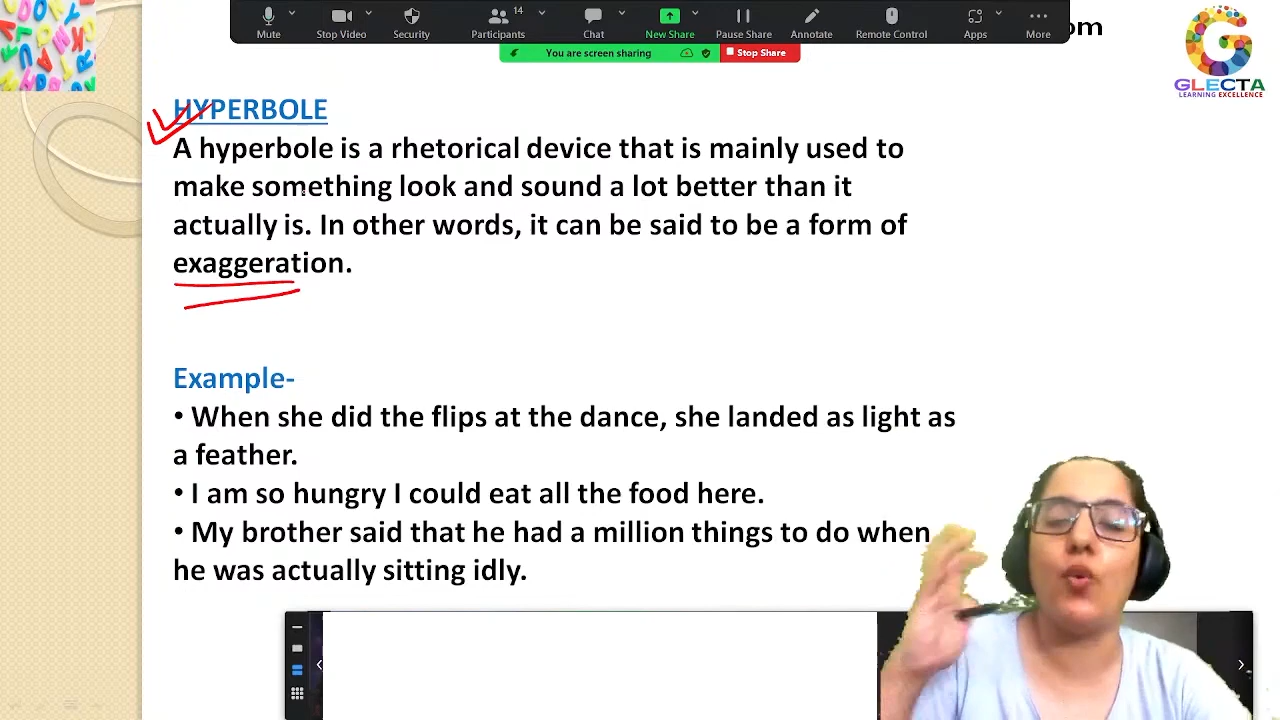 14
Mute
Stop Video
Security
Participants
Chat
New Share
Pause Share
Annotate
Remote Control
Apps
More
om
You are screen sharing
Stop Share
GLECTA
LEARNING EXCELLENCE
HYPERBOLE
A hyperbole is a rhetorical device that is mainly used to
make something look and sound a lot better than it
actually is. In other words, it can be said to be a form of
exaggeration.
Example-
• When she did the flips at the dance, she landed as light as
a feather.
• I am so hungry I could eat all the food here.
• My brother said that he had a million things to do when
he was actually sitting idly.